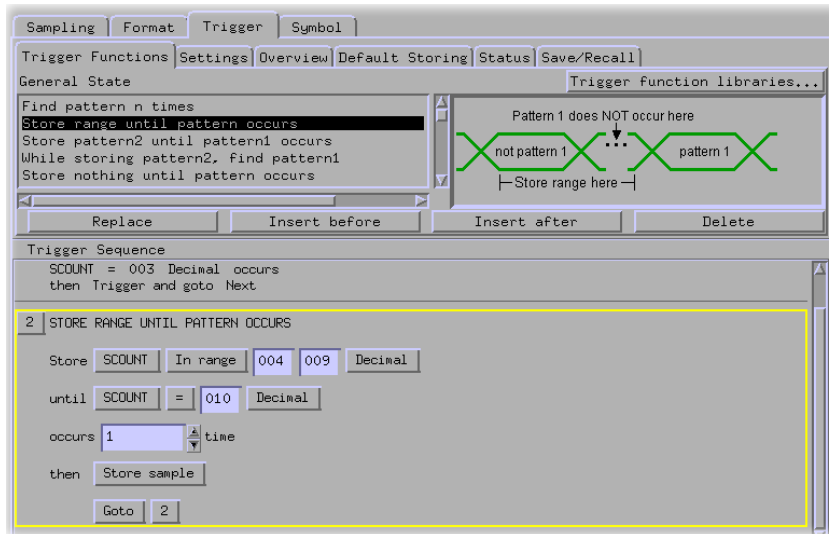 Sampling Format Trigger Symbol
Trigger Functions Settings Overview Default Storing Status Save/Recall
General State Trigger function libraries...
Find pattern n times
Store range until pattern occurs
Store pattern2 until pattern1 occurs
While storing pattern2, find pattern1
Store nothing until pattern occurs
Pattern 1 does NOT occur here
not pattern 1 ... pattern 1
Store range here
Replace Insert before Insert after Delete
Trigger Sequence
SCOUNT = 003 Decimal occurs
then Trigger and goto Next
2 STORE RANGE UNTIL PATTERN OCCURS
Store SCOUNT In range 004 009 Decimal
until SCOUNT = 010 Decimal
occurs 1 time
then Store sample
Goto 2